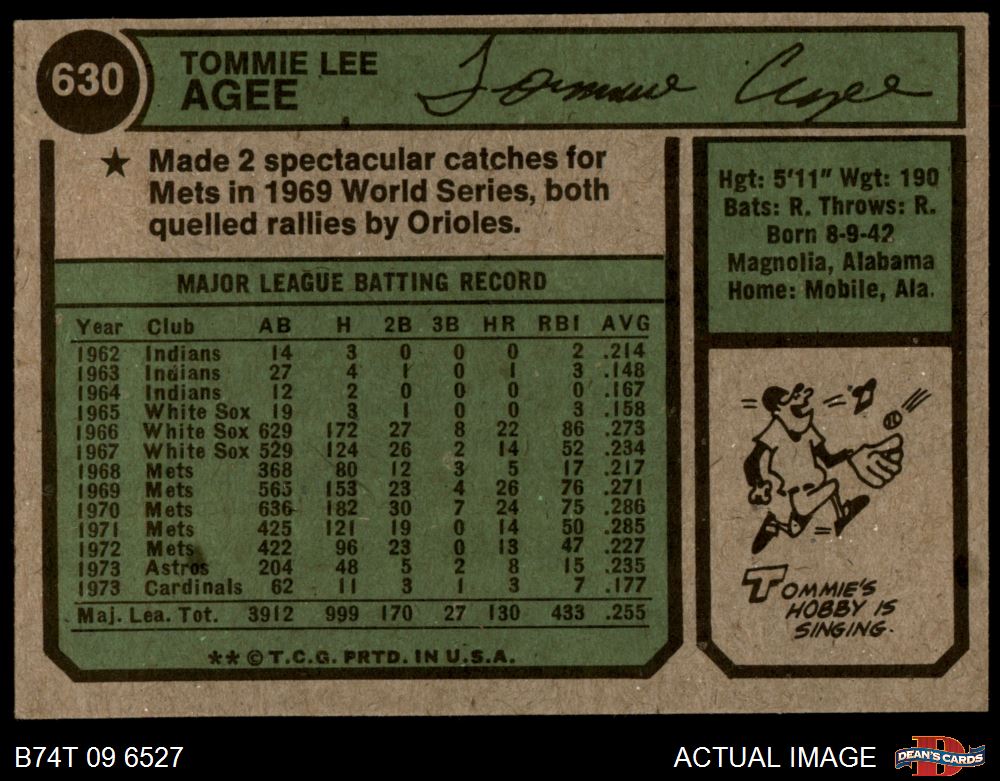 630
TOMMIE LEE
AGEE
Tommie Agee
★ Made 2 spectacular catches for
Mets in 1969 World Series, both
quelled rallies by Orioles.
MAJOR LEAGUE BATTING RECORD
Year Club AB H 2B 3B HR RBI AVG
1962 Indians 14 3 0 0 0 2 .214
1963 Indians 27 4 1 0 1 3 .148
1964 Indians 12 2 0 0 0 0 .167
1965 White Sox 19 3 1 0 0 3 .158
1966 White Sox 629 172 27 8 22 86 .273
1967 White Sox 529 124 26 2 14 52 .234
1968 Mets 368 80 12 3 5 17 .217
1969 Mets 565 153 23 4 26 76 .271
1970 Mets 636 182 30 7 24 75 .286
1971 Mets 425 121 19 0 14 50 .285
1972 Mets 422 96 23 0 13 47 .227
1973 Astros 204 48 5 2 8 15 .235
1973 Cardinals 62 11 3 1 3 7 .177
Maj. Lea. Tot. 3912 999 170 27 130 433 .255
** © T.C.G. PRTD. IN U.S.A.
Hgt: 5'11" Wgt: 190
Bats: R. Throws: R.
Born 8-9-42
Magnolia, Alabama
Home: Mobile, Ala.
TOMMIE'S
HOBBY IS
SINGING.
B74T 09 6527
ACTUAL IMAGE
DEAN'S CARDS